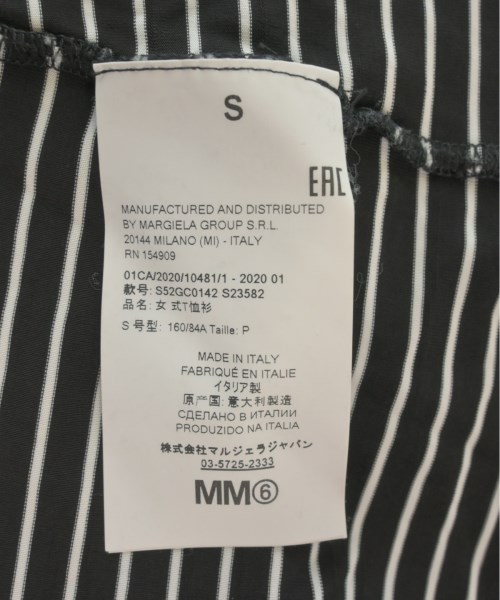 S
EAC
MANUFACTURED AND DISTRIBUTED
BY MARGIELA GROUP S.R.L.
20144 MILANO (MI) - ITALY
RN 154909
01CA/2020/10481/1 - 2020 01
款号: S52GC0142 S23582
品名: 女 式T恤衫
S 号型: 160/84A Taille: P
MADE IN ITALY
FABRIQUÉ EN ITALIE
イタリア製
原产国: 意大利製造
СДЕЛАНО В ИТАЛИИ
PRODUZIDO NA ITALIA
株式会社マルジェラジャパン
03-5725-2333
MM⑥